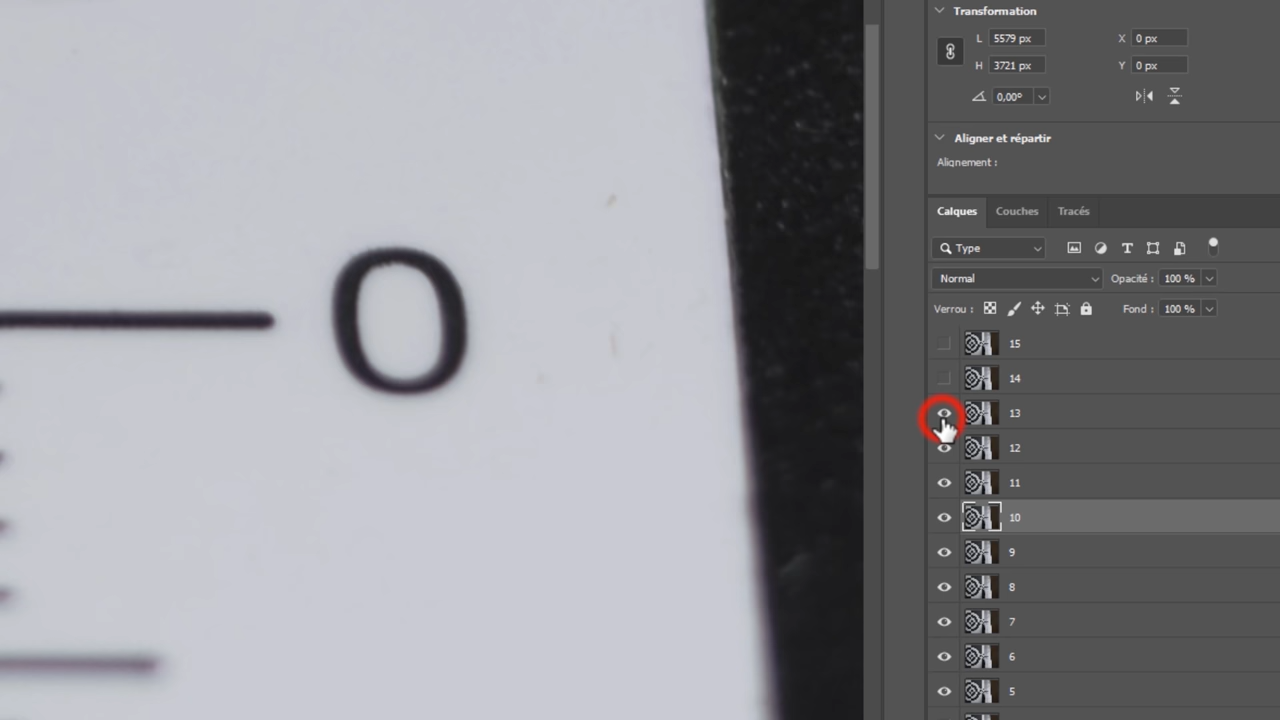 0
Transformation
L 5579 px X 0 px
H 3721 px Y 0 px
0,00°
Aligner et répartir
Alignement :
Calques Couches Tracés
Type
Normal Opacité : 100 %
Verrou : Fond : 100 %
15
14
13
12
11
10
9
8
7
6
5